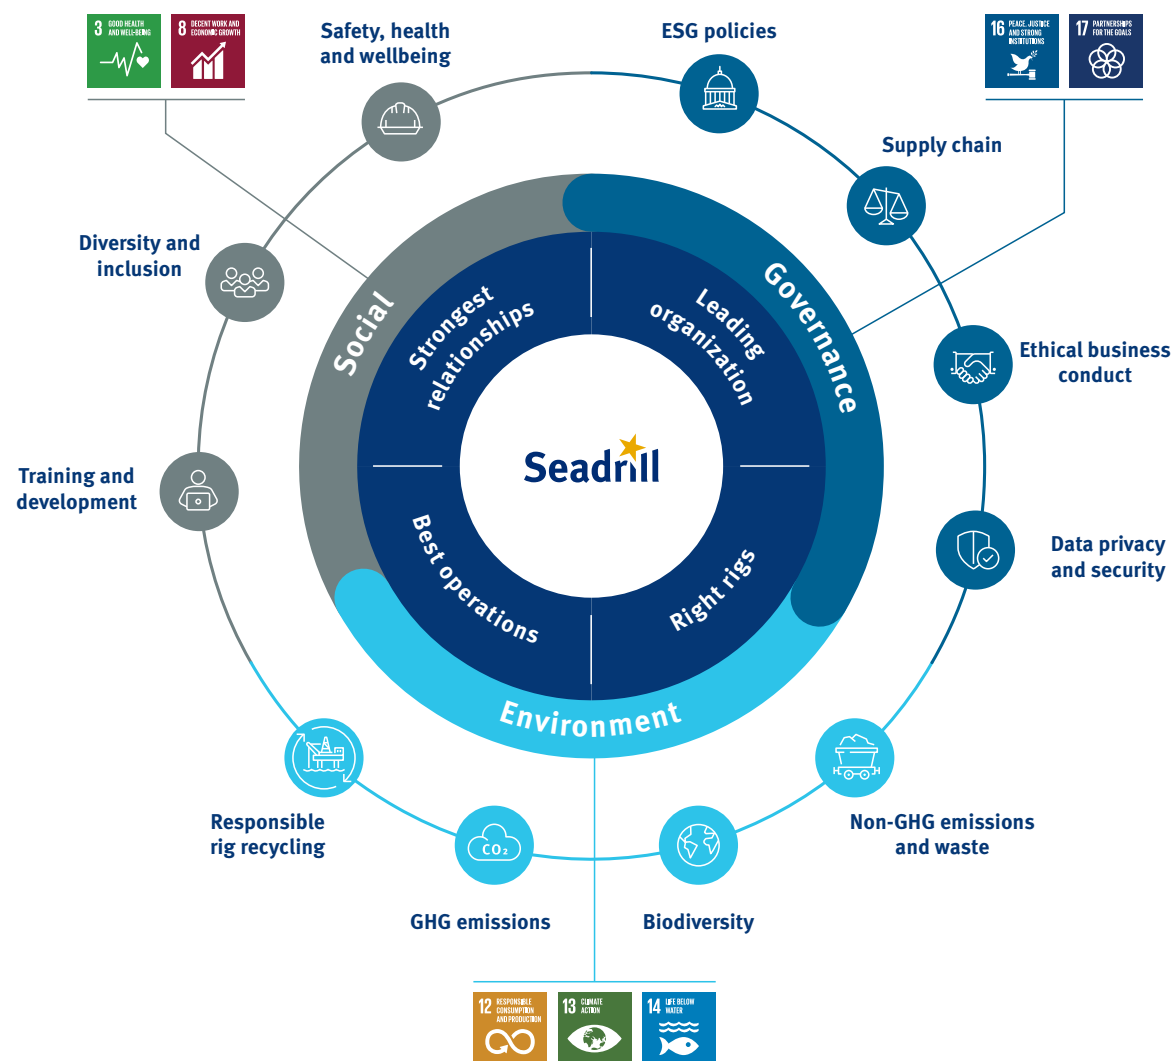 3 GOOD HEALTH
AND WELL-BEING
8 DECENT WORK AND
ECONOMIC GROWTH
Safety, health
and wellbeing
ESG policies
16 PEACE, JUSTICE
AND STRONG
INSTITUTIONS
17 PARTNERSHIPS
FOR THE GOALS
Supply chain
Diversity and
inclusion
Ethical business
conduct
Training and
development
Data privacy
and security
Social
Governance
Environment
Strongest
relationships
Leading
organization
Best operations
Right rigs
Seadrill
Responsible
rig recycling
CO₂
GHG emissions
Biodiversity
Non-GHG emissions
and waste
12 RESPONSIBLE
CONSUMPTION
AND PRODUCTION
13 CLIMATE
ACTION
14 LIFE BELOW
WATER